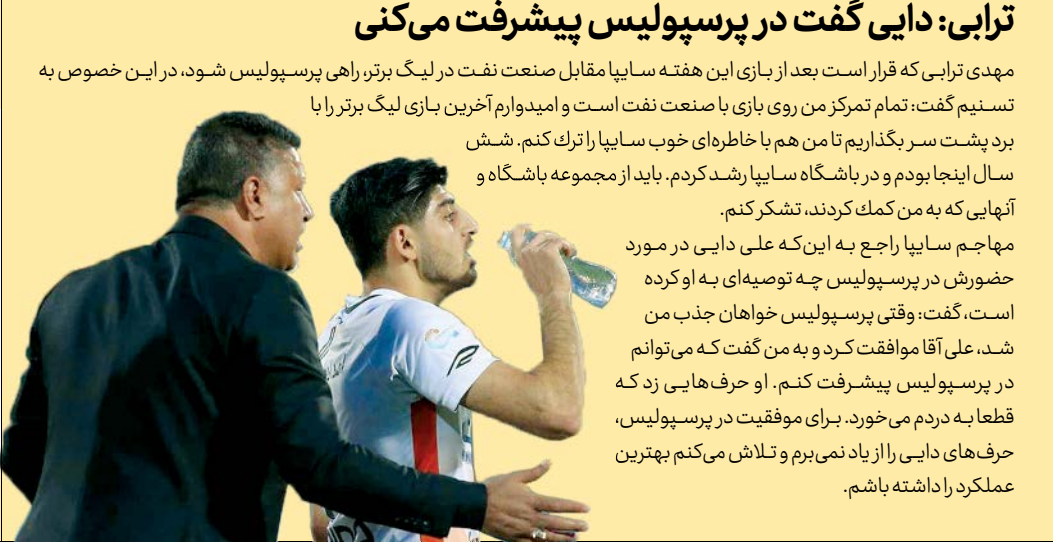 ترابی: دایی گفت در پرسپولیس پیشرفت می‌کنی
مهدی ترابی که قرار است بعد از بازی این هفته سایپا مقابل صنعت نفت در لیگ برتر، راهی پرسپولیس شود، در این خصوص به
تسنیم گفت: تمام تمرکز من روی بازی با صنعت نفت است و امیدوارم آخرین بازی لیگ برتر را با
برد پشت سر بگذاریم تا من هم با خاطره‌ای خوب سایپا را ترك کنم. شش
سال اینجا بودم و در باشگاه سایپا رشد کردم. باید از مجموعه باشگاه و
آنهایی که به من کمك کردند، تشکر کنم.
مهاجم سایپا راجع به این‌که علی دایی در مورد
حضورش در پرسپولیس چه توصیه‌ای به او کرده
است، گفت: وقتی پرسپولیس خواهان جذب من
شد، علی آقا موافقت کرد و به من گفت که می‌توانم
در پرسپولیس پیشرفت کنم. او حرف‌هایی زد که
قطعا به دردم می‌خورد. برای موفقیت در پرسپولیس،
حرف‌های دایی را از یاد نمی‌برم و تلاش می‌کنم بهترین
عملکرد را داشته باشم.